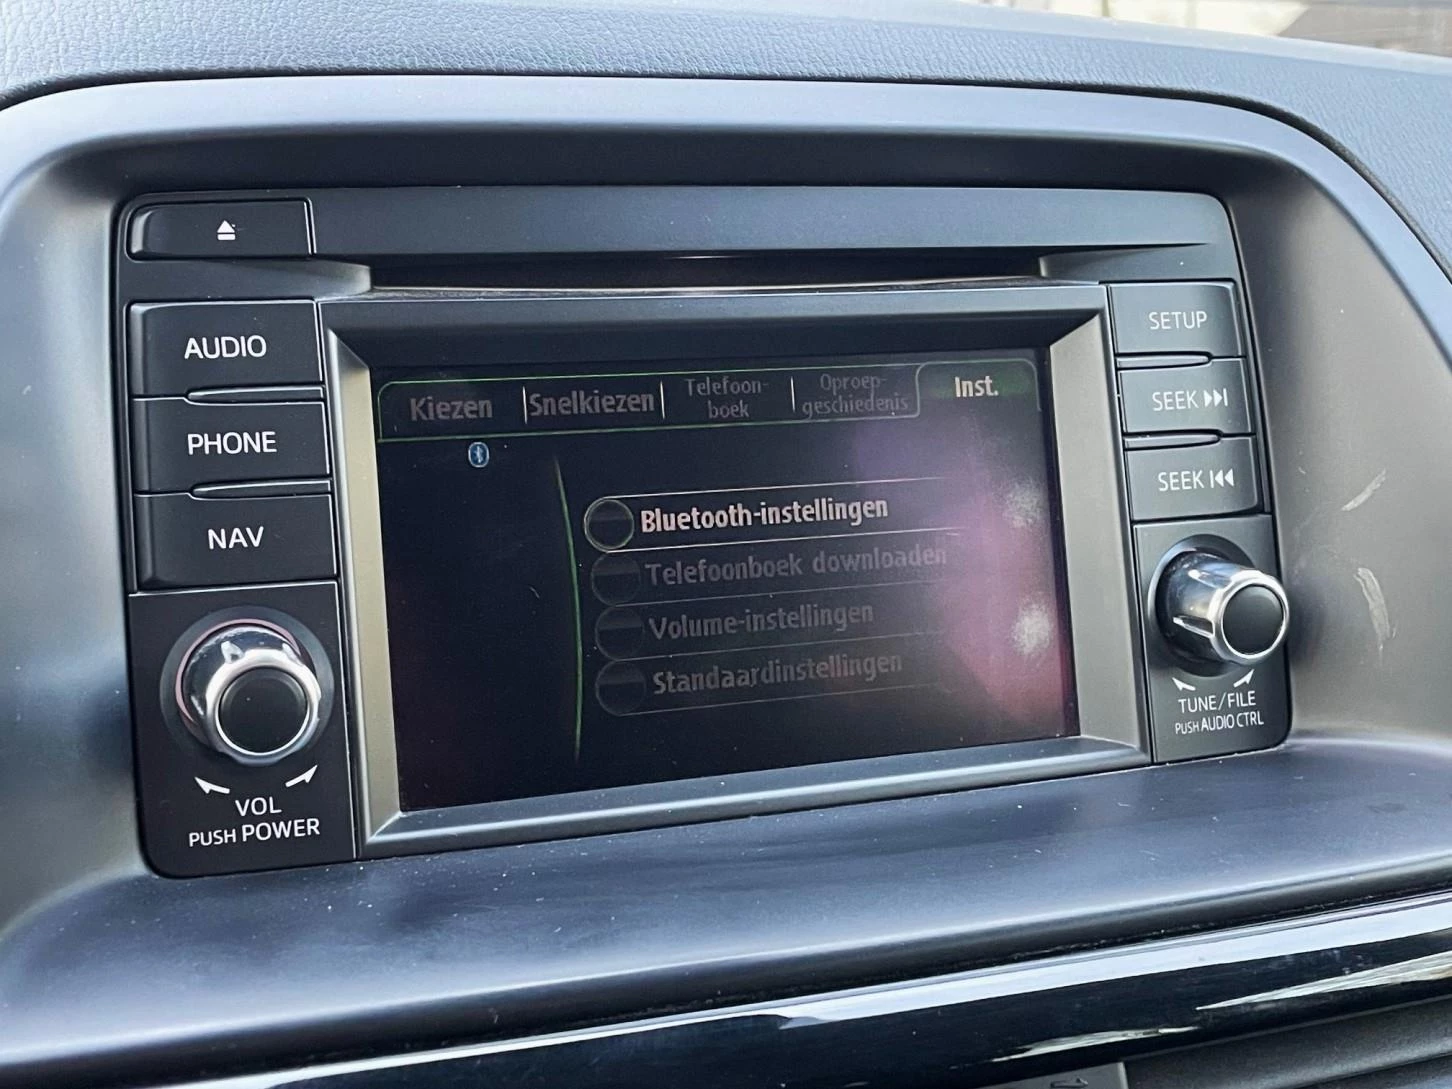 AUDIO
PHONE
NAV
VOL
PUSH POWER
Kiezen
Snelkiezen
Telefoon-
boek
Oproep-
geschiedenis
Inst.
Bluetooth-instellingen
Telefoonboek downloaden
Volume-instellingen
Standaardinstellingen
SETUP
SEEK
SEEK
TUNE/FILE
PUSH AUDIO CTRL